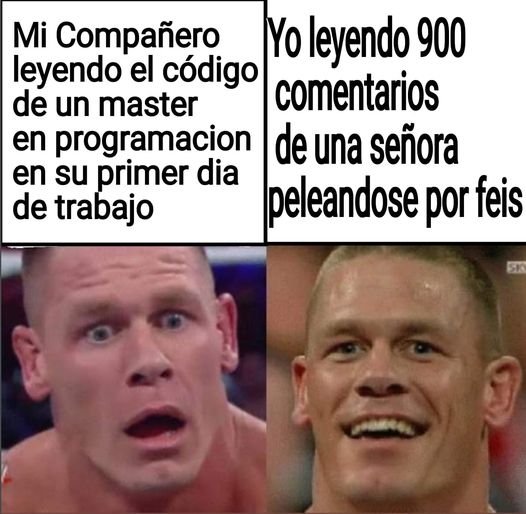 Mi Compañero
leyendo el código
de un master
en programacion
en su primer dia
de trabajo
Yo leyendo 900
comentarios
de una señora
peleandose por feis
SKY